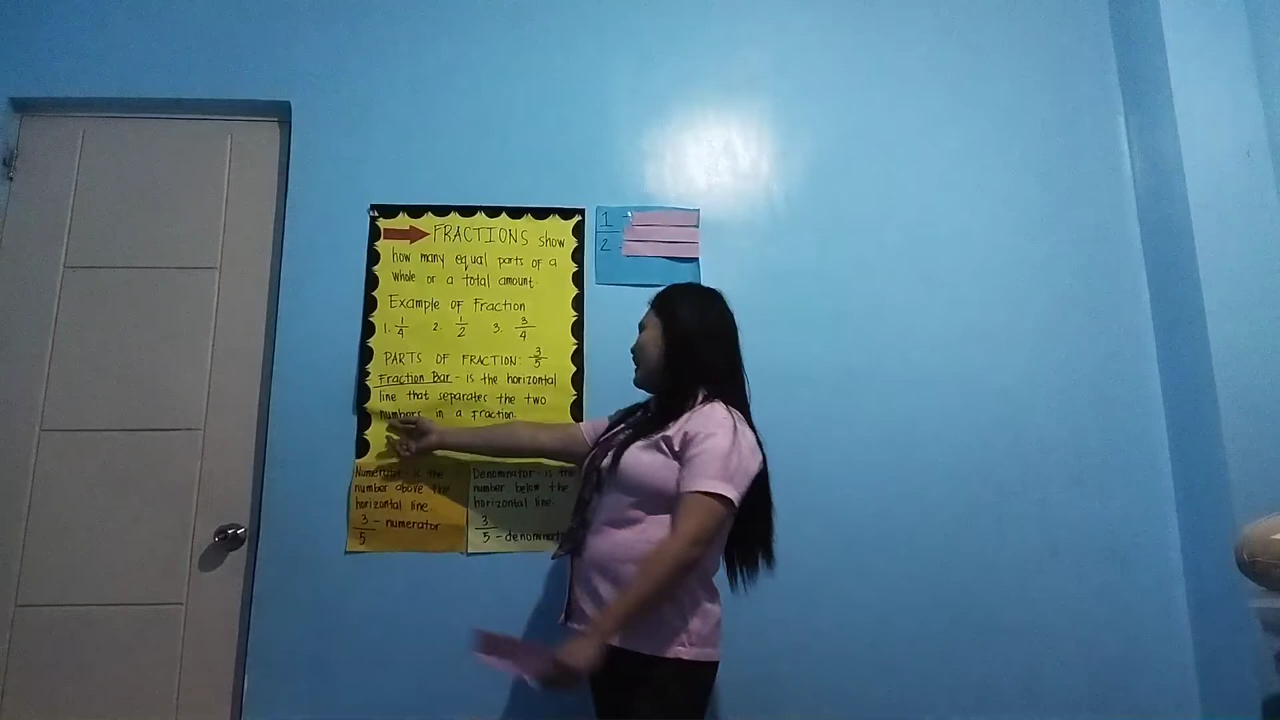 FRACTIONS show
how many equal parts of a
whole or a total amount.
Example of Fraction
1. 1/4 2. 1/2 3. 3/4
PARTS OF FRACTION: 3/5
Fraction Bar - is the horizontal
line that separates the two
numbers in a fraction.
Numerator - is the
number above the
horizontal line.
3/5 - numerator
Denominator - is the
number below the
horizontal line.
3/5 - denominat
1/2